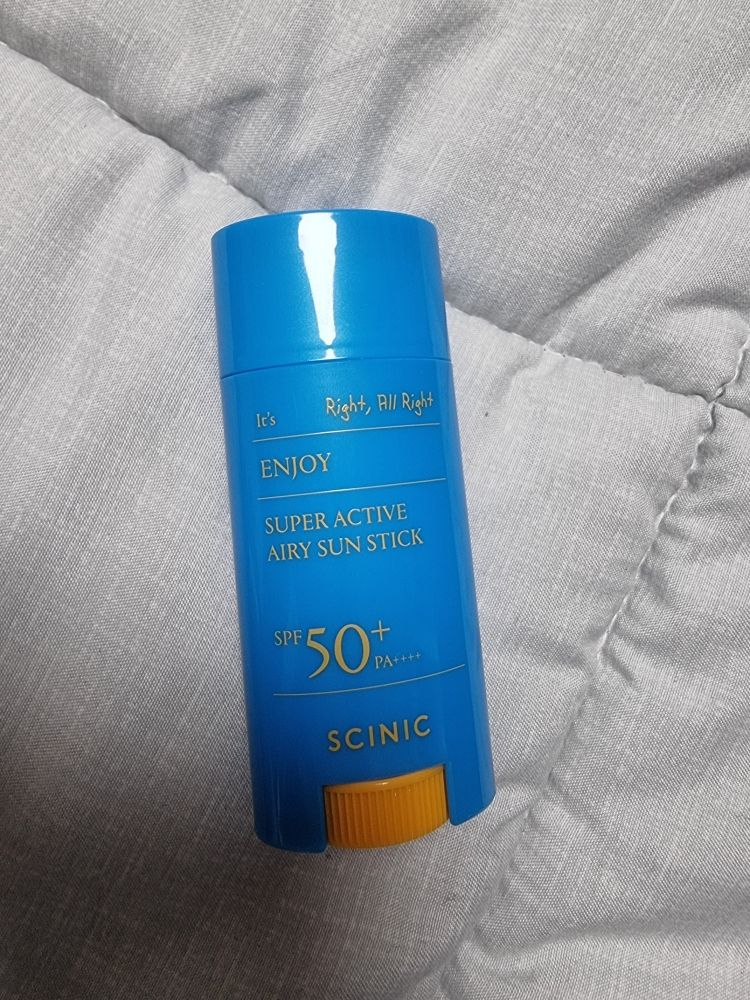 It's Right, All Right
ENJOY
SUPER ACTIVE
AIRY SUN STICK
SPF 50+
PA++++
SCINIC